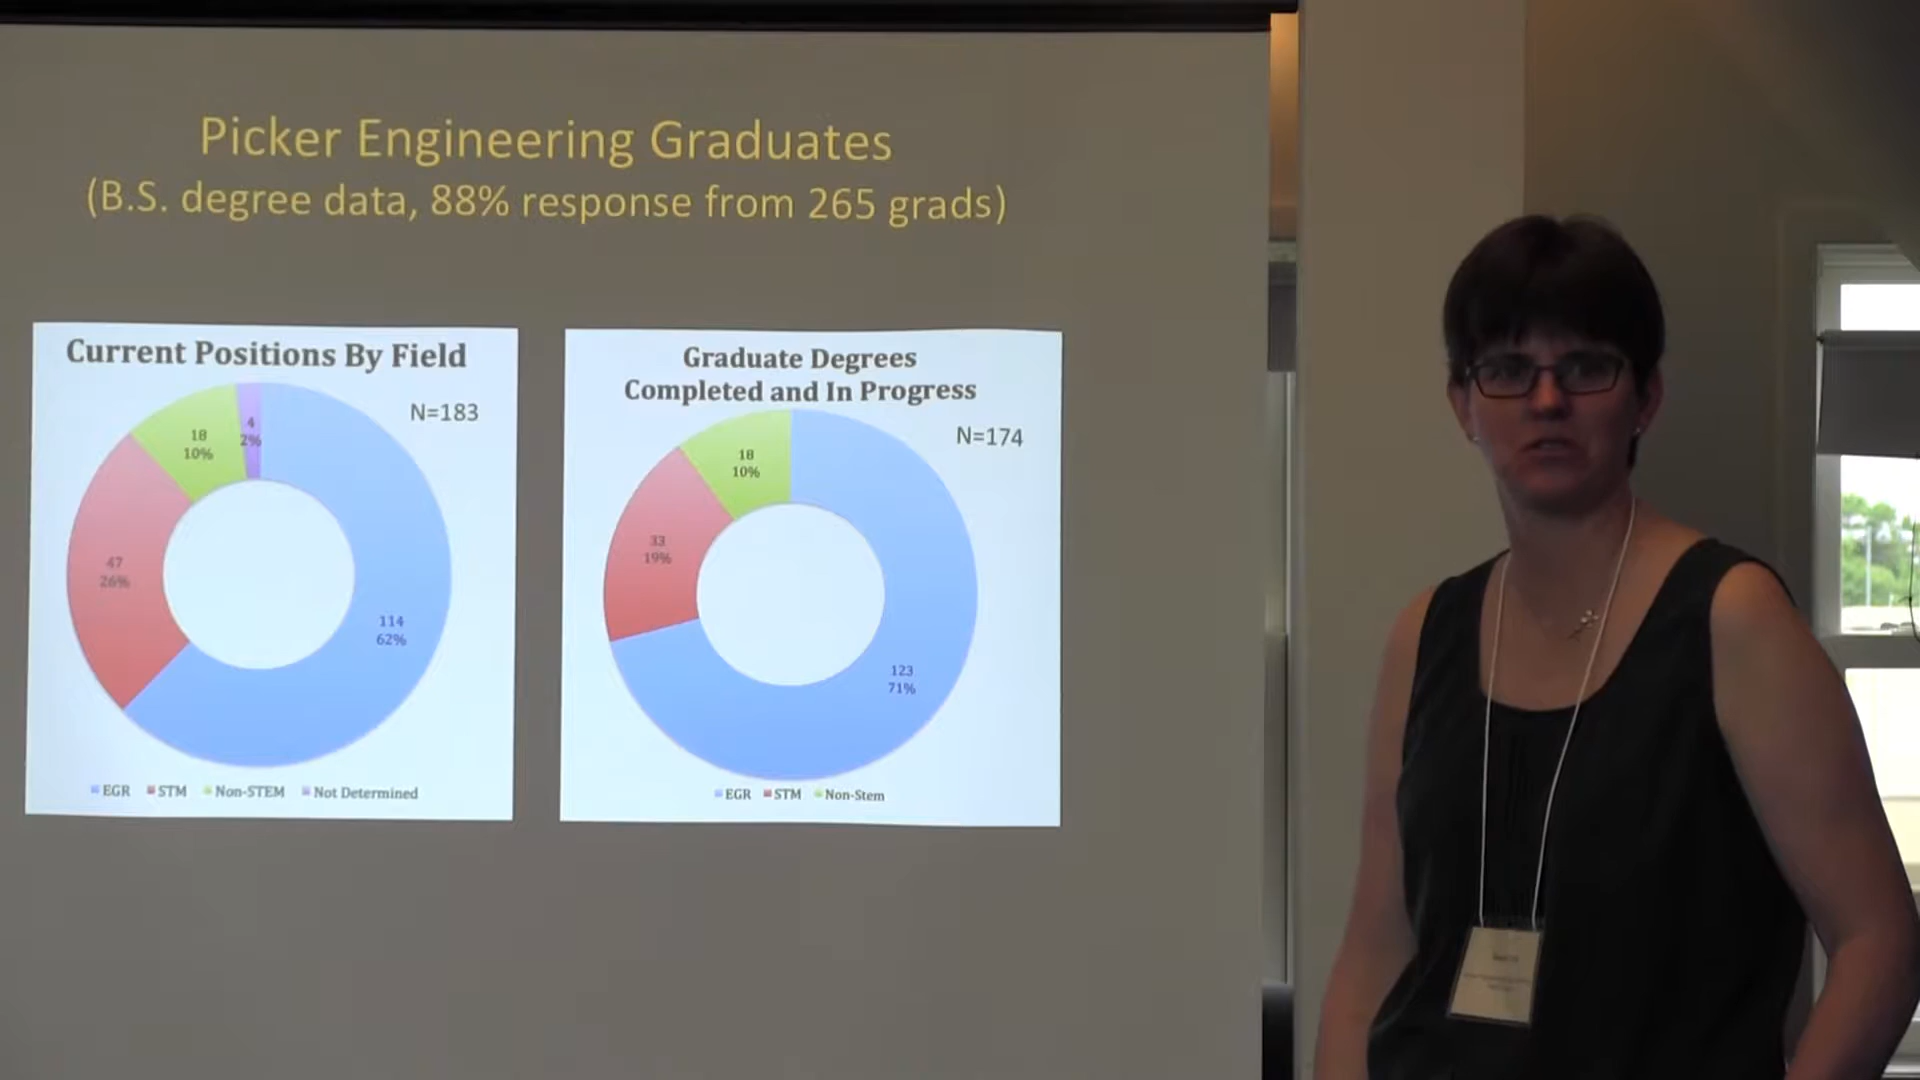 Picker Engineering Graduates
(B.S. degree data, 88% response from 265 grads)
Current Positions By Field
N=183
4
2%
18
10%
47
26%
114
62%
EGR STM Non-STEM Not Determined
Graduate Degrees
Completed and In Progress
N=174
18
10%
33
19%
123
71%
EGR STM Non-Stem